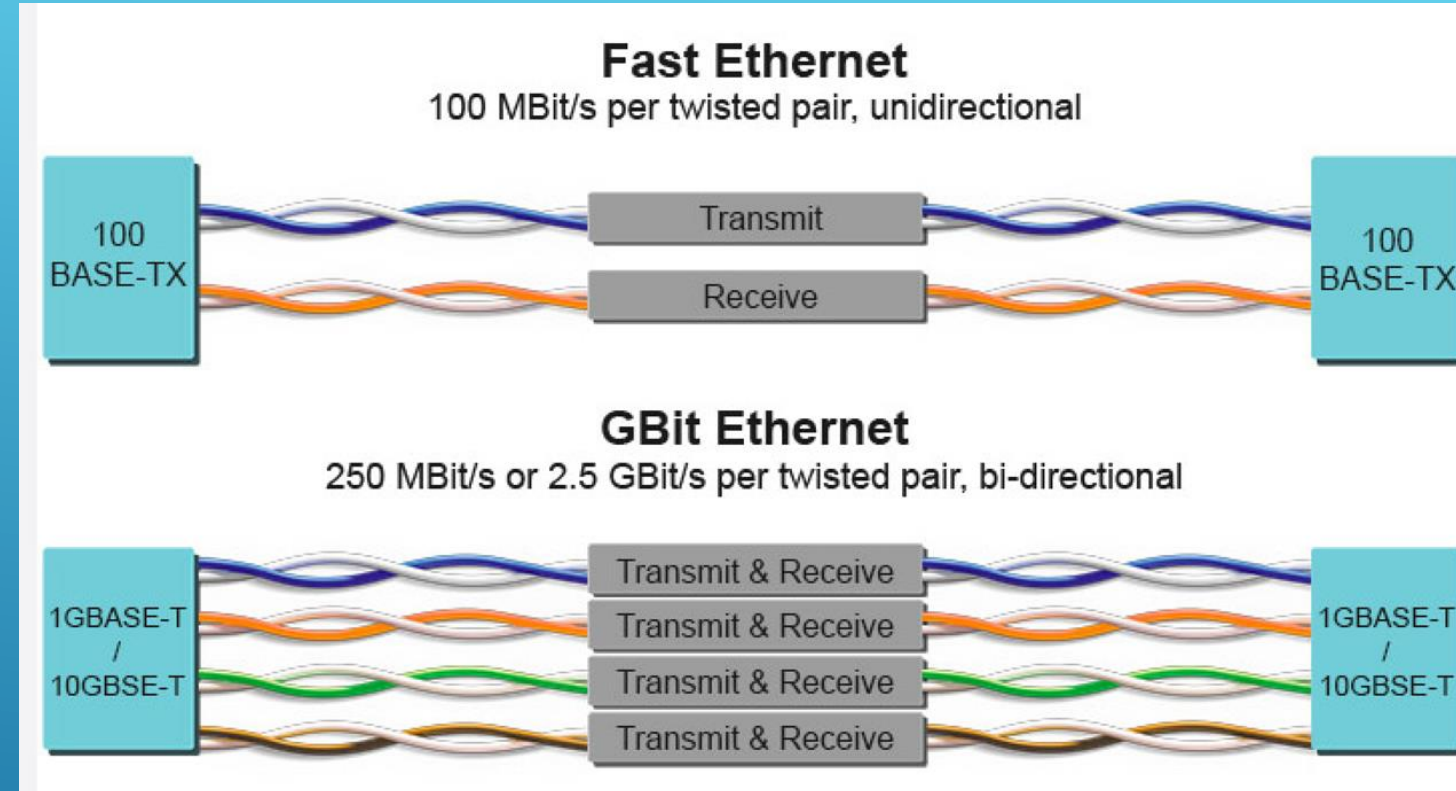 Fast Ethernet
100 MBit/s per twisted pair, unidirectional
100
BASE-TX
Transmit
Receive
100
BASE-TX
GBit Ethernet
250 MBit/s or 2.5 GBit/s per twisted pair, bi-directional
1GBASE-T
/
10GBSE-T
Transmit & Receive
Transmit & Receive
Transmit & Receive
Transmit & Receive
1GBASE-T
/
10GBSE-T